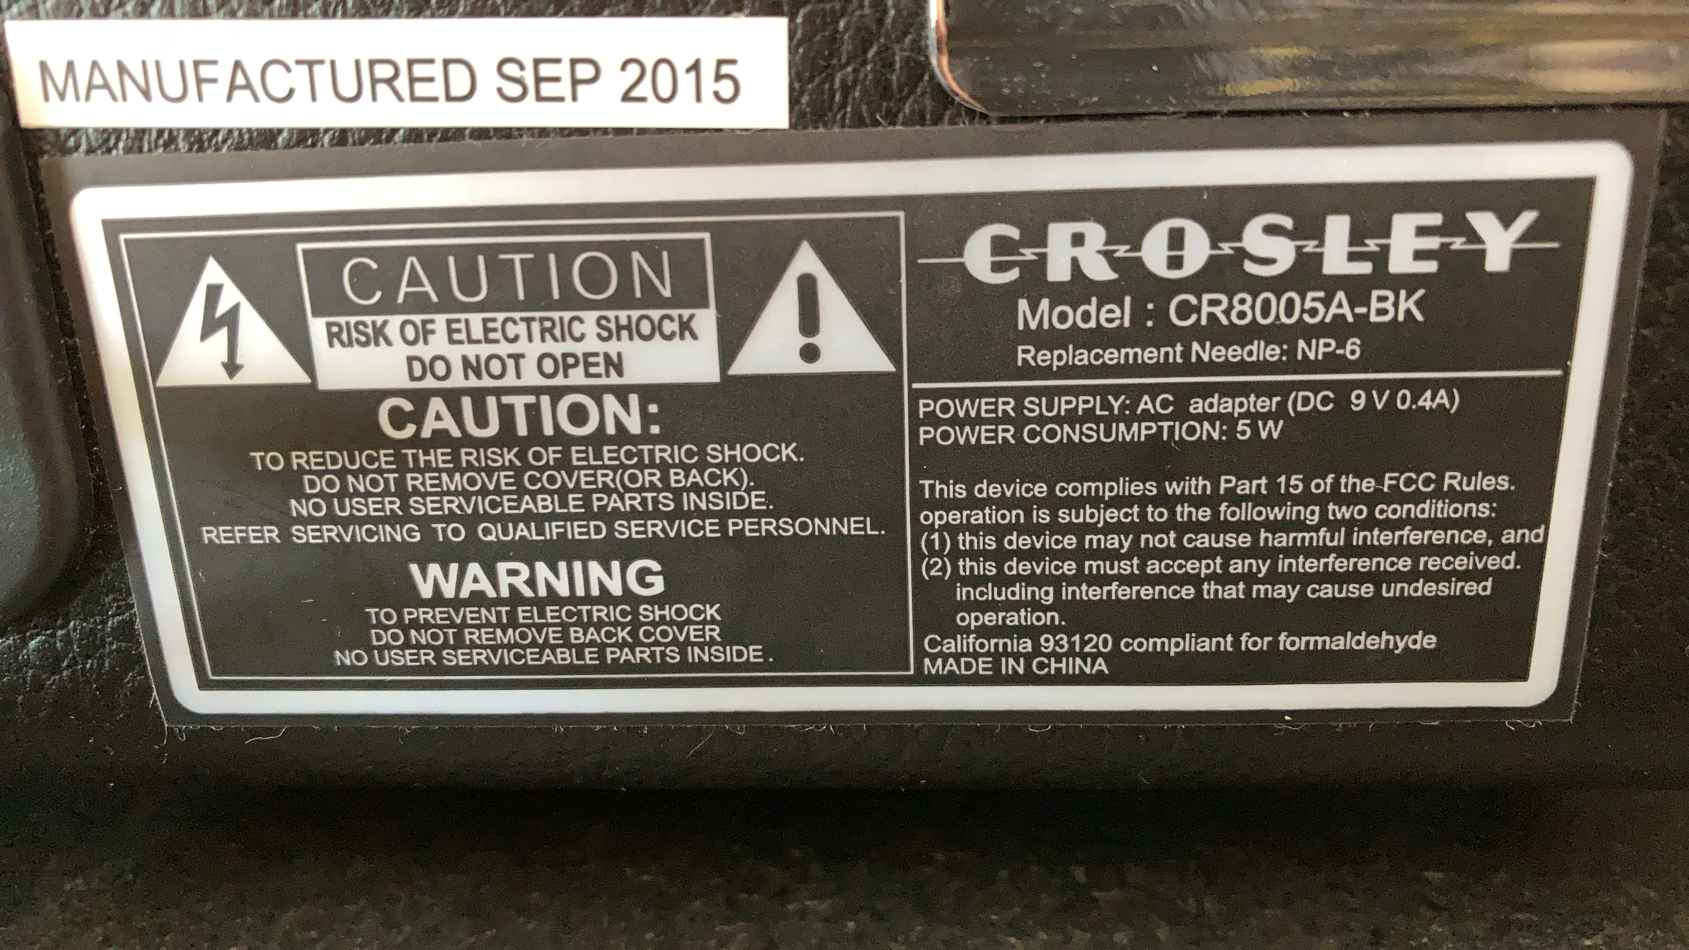 MANUFACTURED SEP 2015
CAUTION
RISK OF ELECTRIC SHOCK
DO NOT OPEN
CAUTION:
TO REDUCE THE RISK OF ELECTRIC SHOCK.
DO NOT REMOVE COVER(OR BACK).
NO USER SERVICEABLE PARTS INSIDE.
REFER SERVICING TO QUALIFIED SERVICE PERSONNEL.
WARNING
TO PREVENT ELECTRIC SHOCK
DO NOT REMOVE BACK COVER
NO USER SERVICEABLE PARTS INSIDE.
CROSLEY
Model : CR8005A-BK
Replacement Needle: NP-6
POWER SUPPLY: AC adapter (DC 9 V 0.4A)
POWER CONSUMPTION: 5 W
This device complies with Part 15 of the FCC Rules.
operation is subject to the following two conditions:
(1) this device may not cause harmful interference, and
(2) this device must accept any interference received.
including interference that may cause undesired
operation.
California 93120 compliant for formaldehyde
MADE IN CHINA